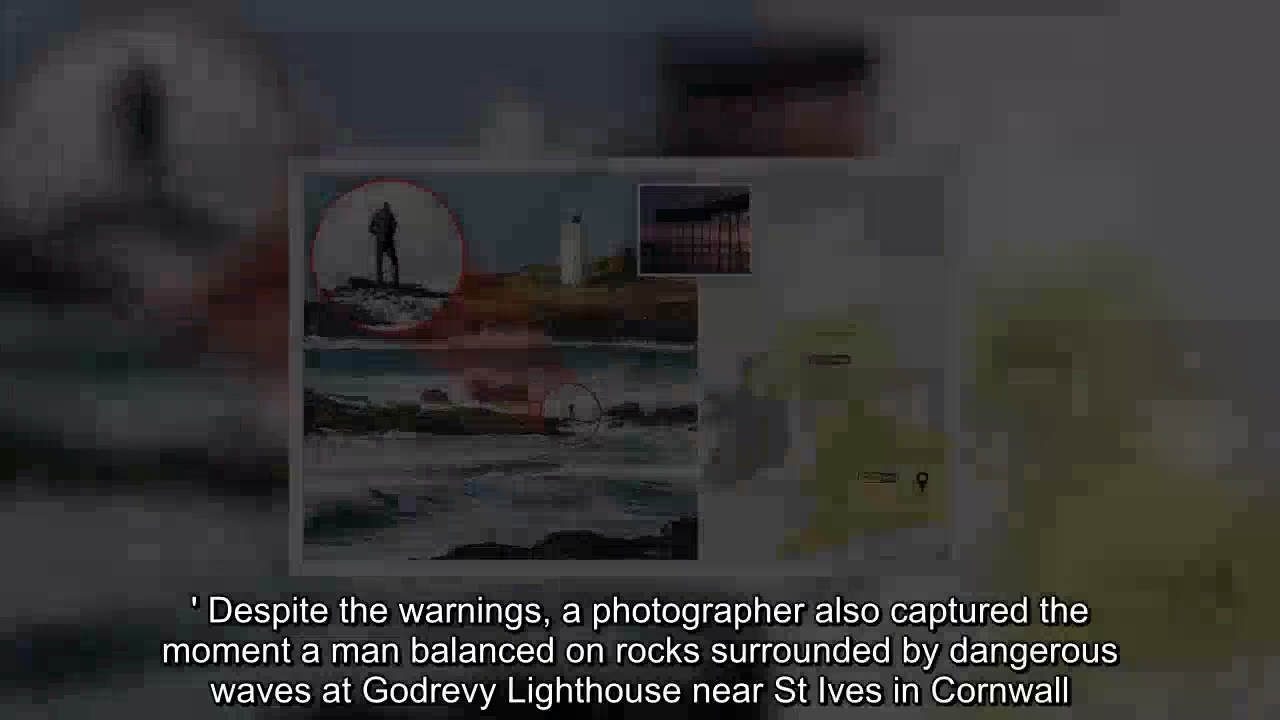 ' Despite the warnings, a photographer also captured the
moment a man balanced on rocks surrounded by dangerous
waves at Godrevy Lighthouse near St Ives in Cornwall